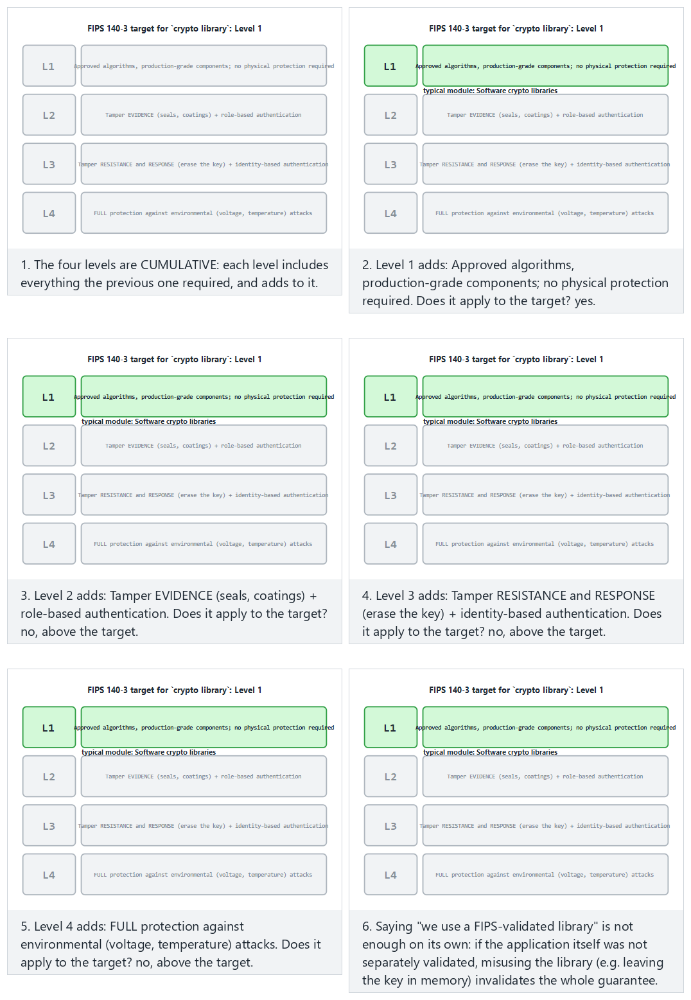 FIPS 140-3 target for `crypto library`: Level 1
L1
Approved algorithms, production-grade components; no physical protection required
L2
Tamper EVIDENCE (seals, coatings) + role-based authentication
L3
Tamper RESISTANCE and RESPONSE (erase the key) + identity-based authentication
L4
FULL protection against environmental (voltage, temperature) attacks
1. The four levels are CUMULATIVE: each level includes
everything the previous one required, and adds to it.
FIPS 140-3 target for `crypto library`: Level 1
L1
Approved algorithms, production-grade components; no physical protection required
typical module: Software crypto libraries
L2
Tamper EVIDENCE (seals, coatings) + role-based authentication
L3
Tamper RESISTANCE and RESPONSE (erase the key) + identity-based authentication
L4
FULL protection against environmental (voltage, temperature) attacks
2. Level 1 adds: Approved algorithms,
production-grade components; no physical protection
required. Does it apply to the target? yes.
FIPS 140-3 target for `crypto library`: Level 1
L1
Approved algorithms, production-grade components; no physical protection required
typical module: Software crypto libraries
L2
Tamper EVIDENCE (seals, coatings) + role-based authentication
L3
Tamper RESISTANCE and RESPONSE (erase the key) + identity-based authentication
L4
FULL protection against environmental (voltage, temperature) attacks
3. Level 2 adds: Tamper EVIDENCE (seals, coatings) +
role-based authentication. Does it apply to the target?
no, above the target.
FIPS 140-3 target for `crypto library`: Level 1
L1
Approved algorithms, production-grade components; no physical protection required
typical module: Software crypto libraries
L2
Tamper EVIDENCE (seals, coatings) + role-based authentication
L3
Tamper RESISTANCE and RESPONSE (erase the key) + identity-based authentication
L4
FULL protection against environmental (voltage, temperature) attacks
4. Level 3 adds: Tamper RESISTANCE and RESPONSE
(erase the key) + identity-based authentication. Does
it apply to the target? no, above the target.
FIPS 140-3 target for `crypto library`: Level 1
L1
Approved algorithms, production-grade components; no physical protection required
typical module: Software crypto libraries
L2
Tamper EVIDENCE (seals, coatings) + role-based authentication
L3
Tamper RESISTANCE and RESPONSE (erase the key) + identity-based authentication
L4
FULL protection against environmental (voltage, temperature) attacks
5. Level 4 adds: FULL protection against
environmental (voltage, temperature) attacks. Does it
apply to the target? no, above the target.
FIPS 140-3 target for `crypto library`: Level 1
L1
Approved algorithms, production-grade components; no physical protection required
typical module: Software crypto libraries
L2
Tamper EVIDENCE (seals, coatings) + role-based authentication
L3
Tamper RESISTANCE and RESPONSE (erase the key) + identity-based authentication
L4
FULL protection against environmental (voltage, temperature) attacks
6. Saying "we use a FIPS-validated library" is not
enough on its own: if the application itself was not
separately validated, misusing the library (e.g. leaving
the key in memory) invalidates the whole guarantee.